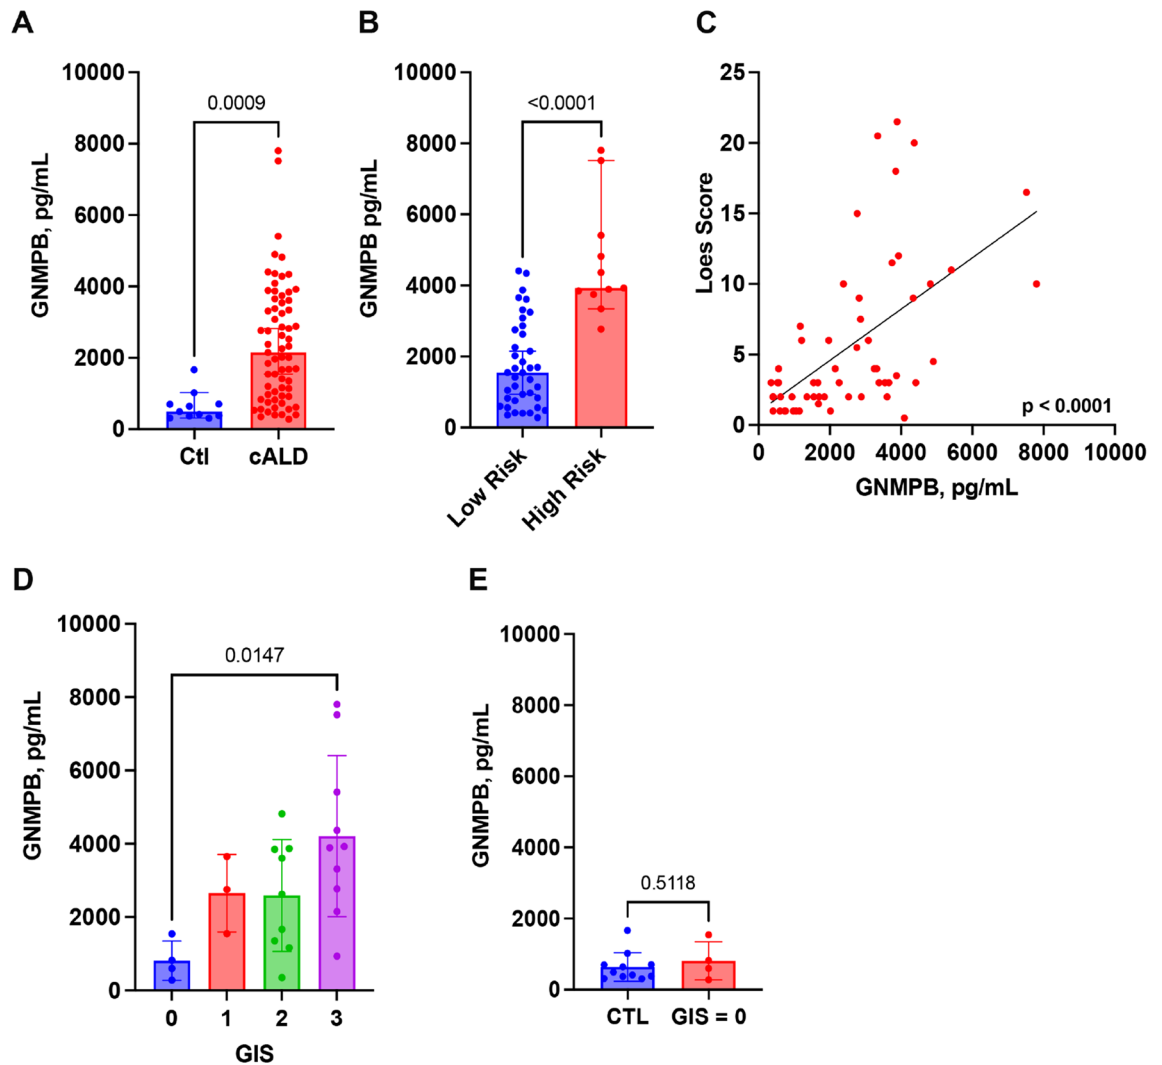 A
GNMPB, pg/mL
10000
8000
6000
4000
2000
0
0.0009
Ctl
cALD
B
GNMPB pg/mL
10000
8000
6000
4000
2000
0
<0.0001
Low Risk
High Risk
C
Loes Score
25
20
15
10
5
0
p < 0.0001
0 2000 4000 6000 8000 10000
GNMPB, pg/mL
D
GNMPB, pg/mL
10000
8000
6000
4000
2000
0
0.0147
0 1 2 3
GIS
E
GNMPB, pg/mL
10000
8000
6000
4000
2000
0
0.5118
CTL
GIS = 0